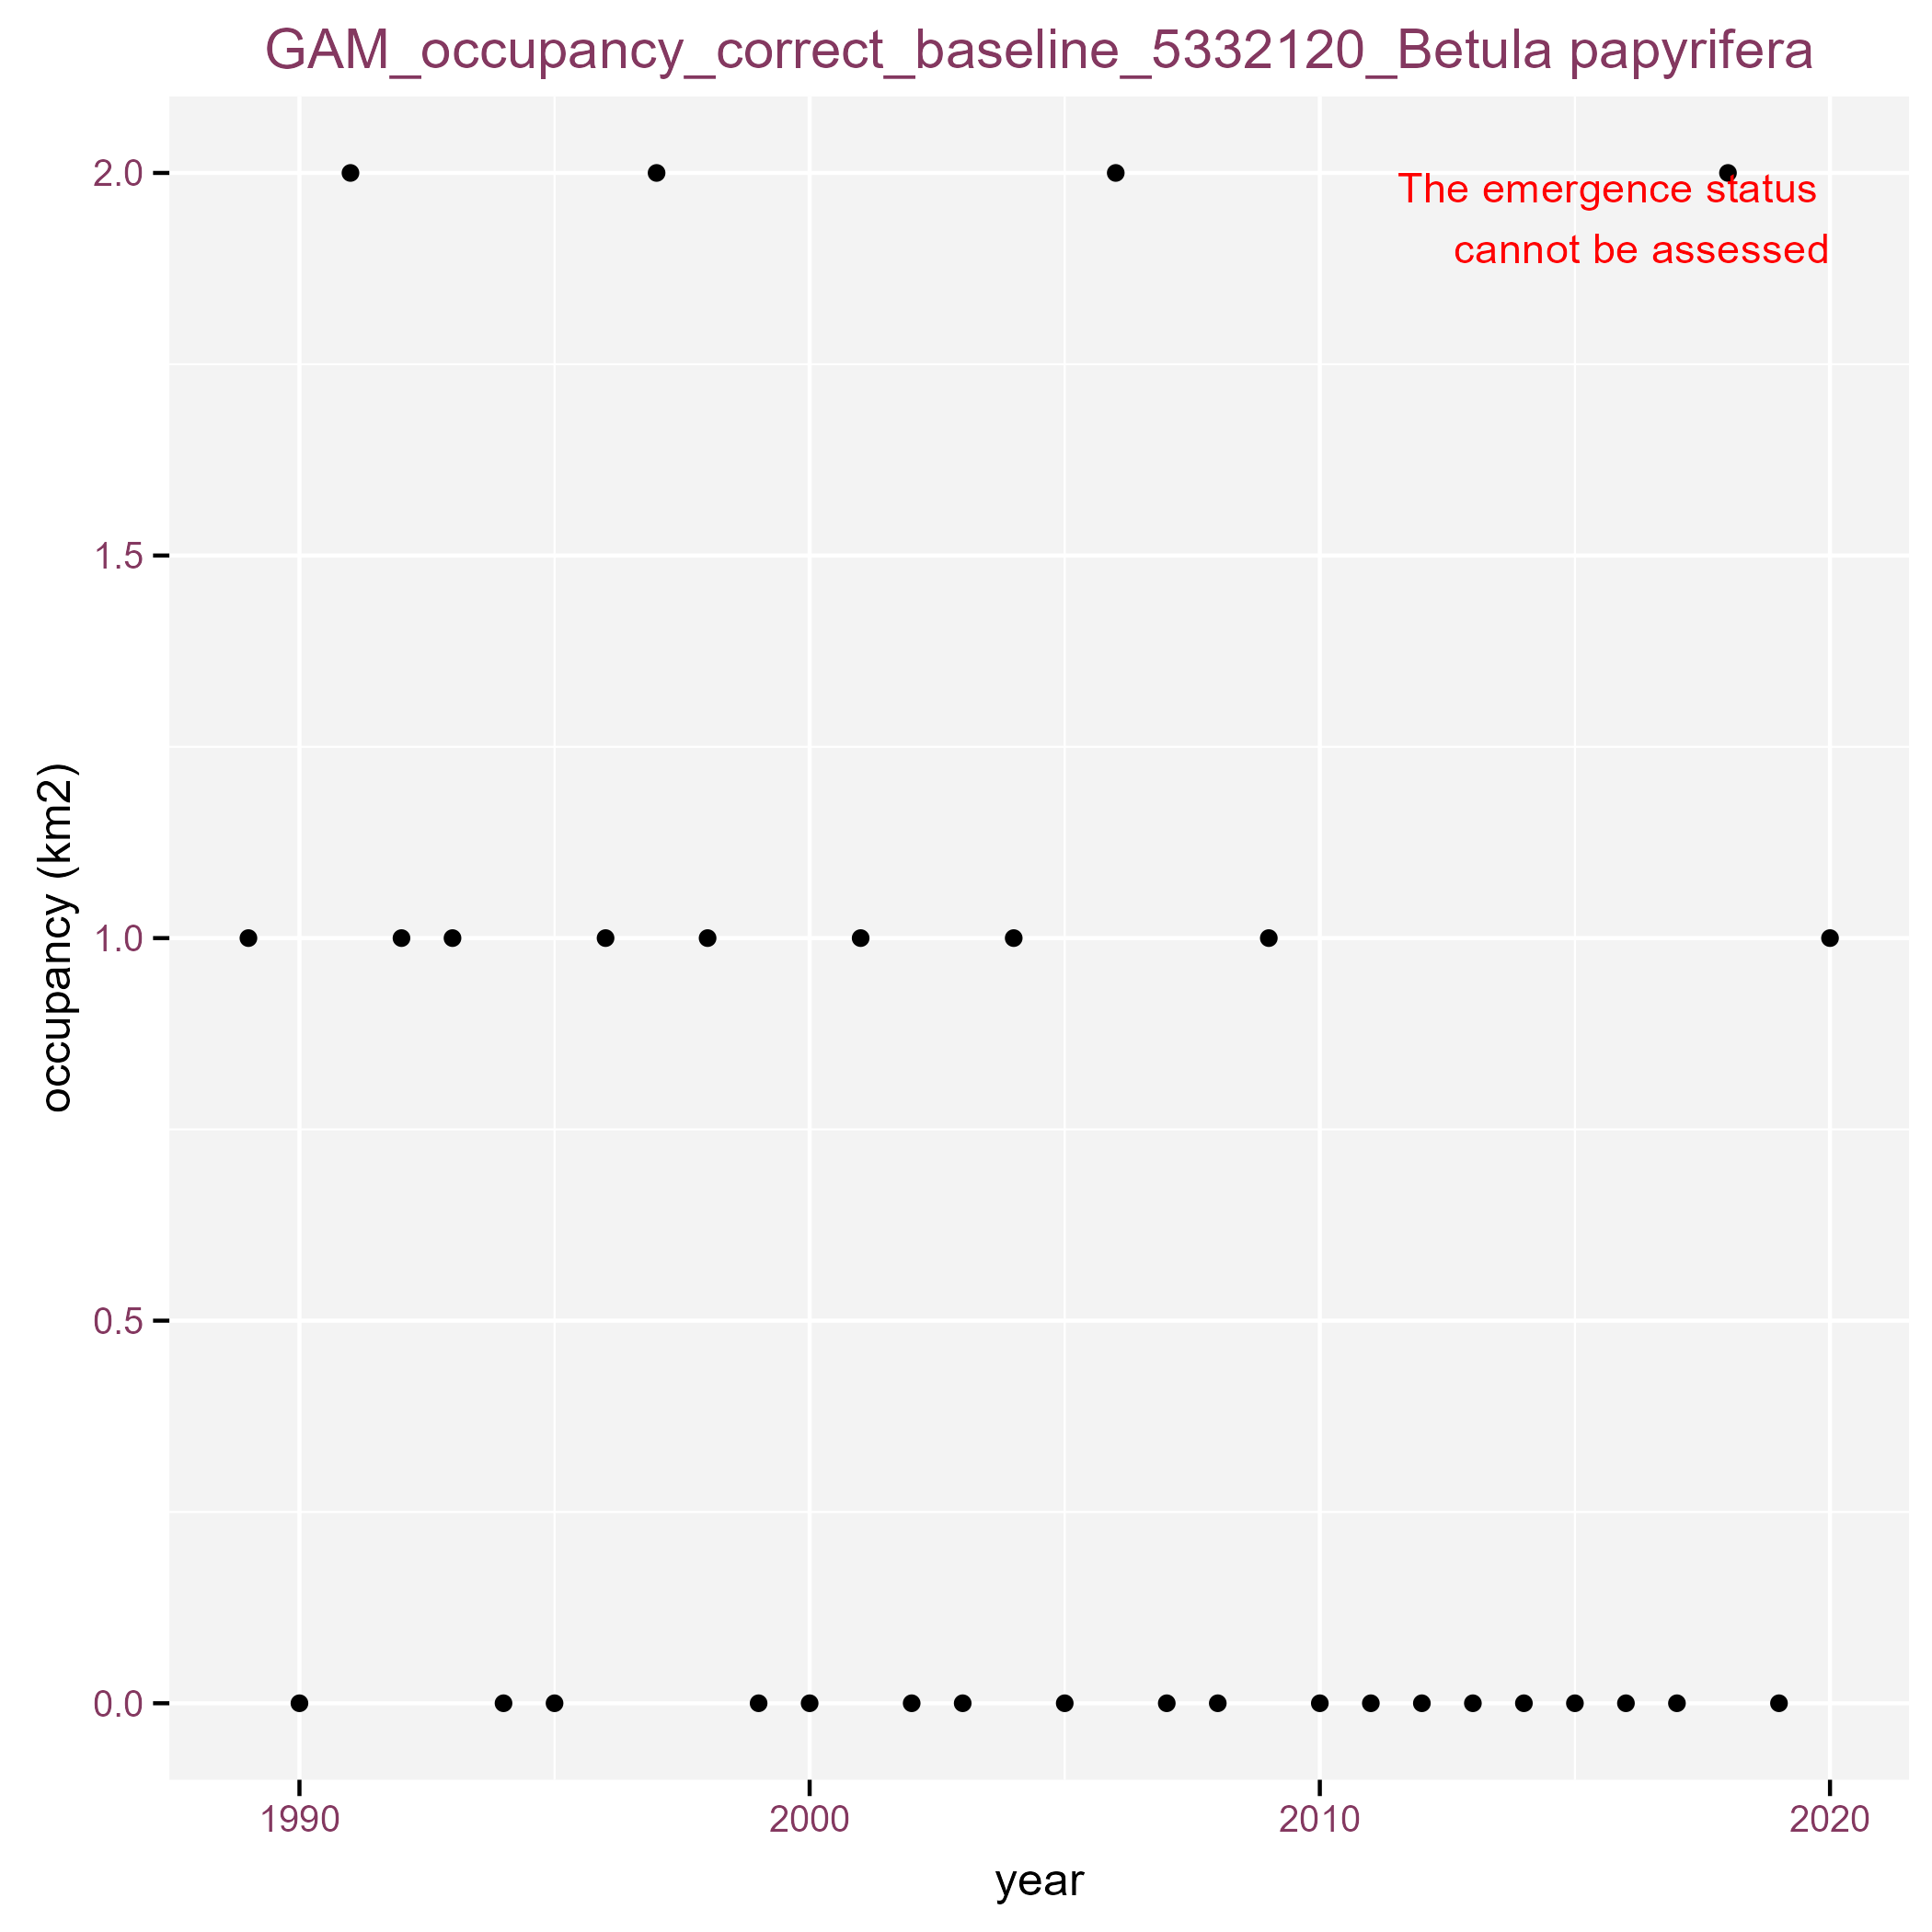 GAM_occupancy_correct_baseline_5332120_Betula papyrifera
2.0
The emergence status
cannot be assessed
1.5
occupancy (km2)
1.0
0.5
0.0
1990 2000 2010 2020
year